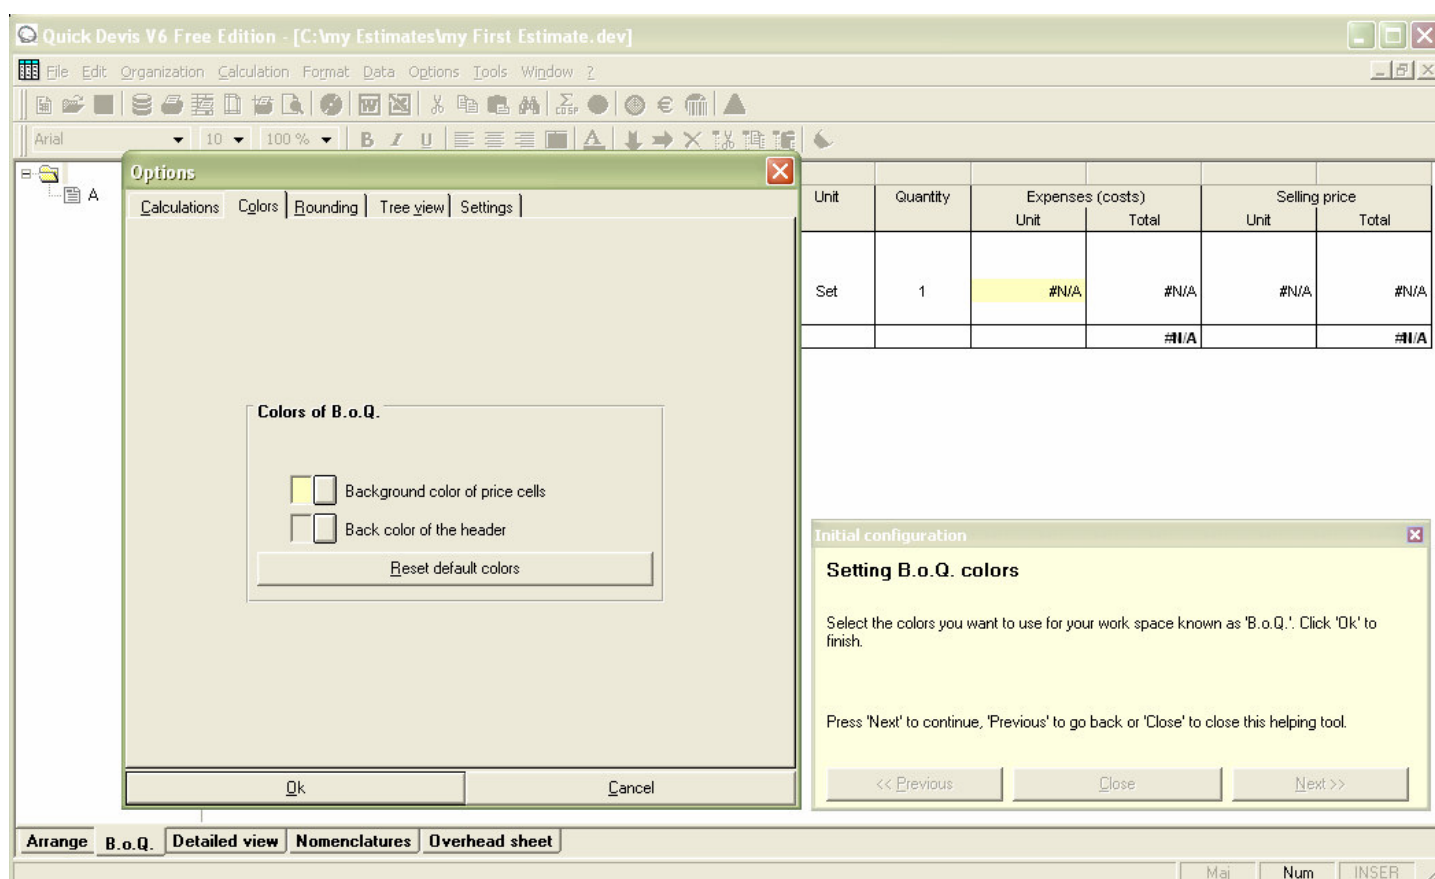 Quick Devis V6 Free Edition - [C:\my Estimates\my First Estimate.dev]
File Edit Organization Calculation Format Data Options Tools Window ?
Arial 10 100 % B I U A
A
Options
Calculations Colors Rounding Tree view Settings
Colors of B.o.Q.
Background color of price cells
Back color of the header
Reset default colors
Ok Cancel
Unit Quantity Expenses (costs) Selling price
Unit Total Unit Total
Set 1 #N/A #N/A #N/A #N/A
#N/A #N/A
Initial configuration
Setting B.o.Q. colors
Select the colors you want to use for your work space known as 'B.o.Q.'. Click 'Ok' to
finish.
Press 'Next' to continue, 'Previous' to go back or 'Close' to close this helping tool.
<< Previous Close Next >>
Arrange B.o.Q. Detailed view Nomenclatures Overhead sheet
Maj Num INSER